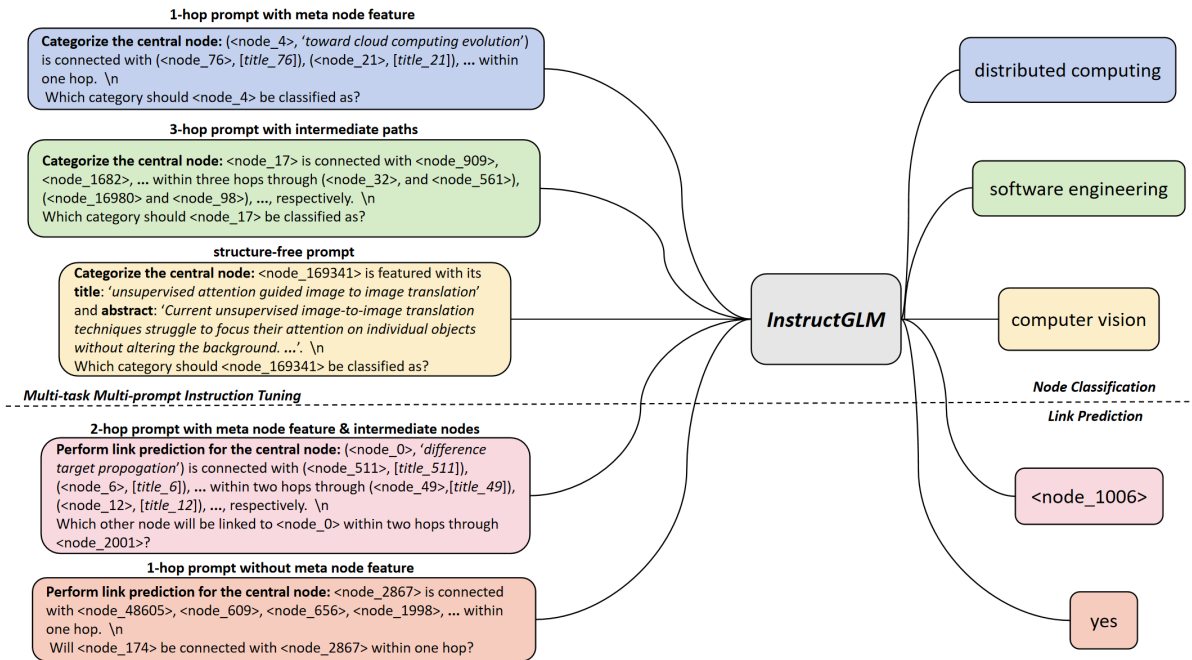 1-hop prompt with meta node feature
Categorize the central node: (<node_4>, ‘toward cloud computing evolution’)
is connected with (<node_76>, [title_76]), (<node_21>, [title_21]), ... within
one hop. \n
Which category should <node_4> be classified as?
3-hop prompt with intermediate paths
Categorize the central node: <node_17> is connected with <node_909>,
<node_1682>, ... within three hops through (<node_32>, and <node_561>),
(<node_16980> and <node_98>), ..., respectively. \n
Which category should <node_17> be classified as?
structure-free prompt
Categorize the central node: <node_169341> is featured with its
title: ‘unsupervised attention guided image to image translation’
and abstract: ‘Current unsupervised image-to-image translation
techniques struggle to focus their attention on individual objects
without altering the background. ...’. \n
Which category should <node_169341> be classified as?
Multi-task Multi-prompt Instruction Tuning
2-hop prompt with meta node feature & intermediate nodes
Perform link prediction for the central node: (<node_0>, ‘difference
target propogation’) is connected with (<node_511>, [title_511]),
(<node_6>, [title_6]), ... within two hops through (<node_49>,[title_49]),
(<node_12>, [title_12]), ..., respectively. \n
Which other node will be linked to <node_0> within two hops through
<node_2001>?
1-hop prompt without meta node feature
Perform link prediction for the central node: <node_2867> is connected
with <node_48605>, <node_609>, <node_656>, <node_1998>, ... within
one hop. \n
Will <node_174> be connected with <node_2867> within one hop?
InstructGLM
distributed computing
software engineering
computer vision
Node Classification
Link Prediction
<node_1006>
yes